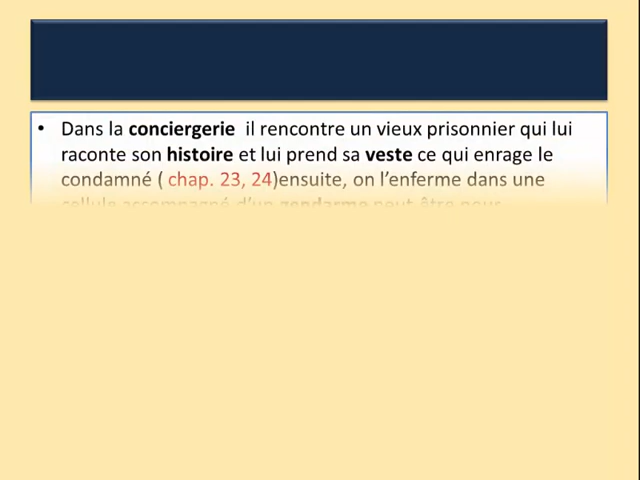 • Dans la conciergerie  il rencontre un vieux prisonnier qui lui
raconte son histoire et lui prend sa veste ce qui enrage le
condamné ( chap. 23, 24)ensuite, on l’enferme dans une
cellule accompagné d’un gendarme peut-être pour